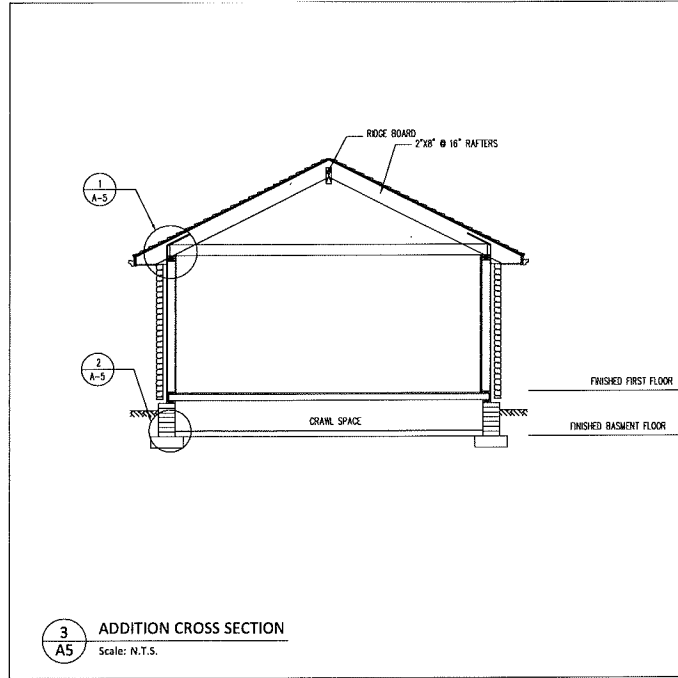 RIDGE BOARD
2"X8" @ 16" RAFTERS
1
A-5
2
A-5
FINISHED FIRST FLOOR
CRAWL SPACE
FINISHED BASMENT FLOOR
3
A5
ADDITION CROSS SECTION
Scale: N.T.S.